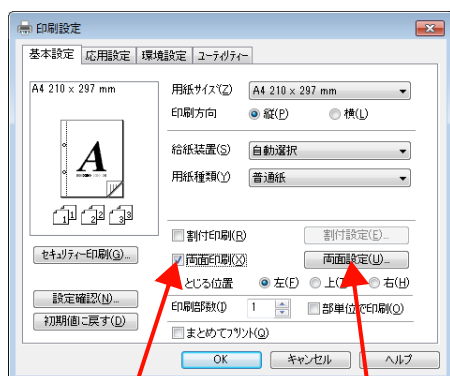 印刷設定
基本設定 応用設定 環境設定 ユーティリティー
A4 210 x 297 mm
用紙サイズ(Z) A4 210 x 297 mm
印刷方向 縦(P) 横(L)
A
給紙装置(S) 自動選択
用紙種類(Y) 普通紙
1 1 2 2 3 3
割付印刷(R) 割付設定(E)...
セキュリティー印刷(G)...
両面印刷(X) 両面設定(U)...
とじる位置 左(F) 上(T) 右(H)
設定確認(N)...
印刷部数(I) 1 部単位で印刷(O)
初期値に戻す(D)
まとめてプリント(Q)
OK キャンセル ヘルプ